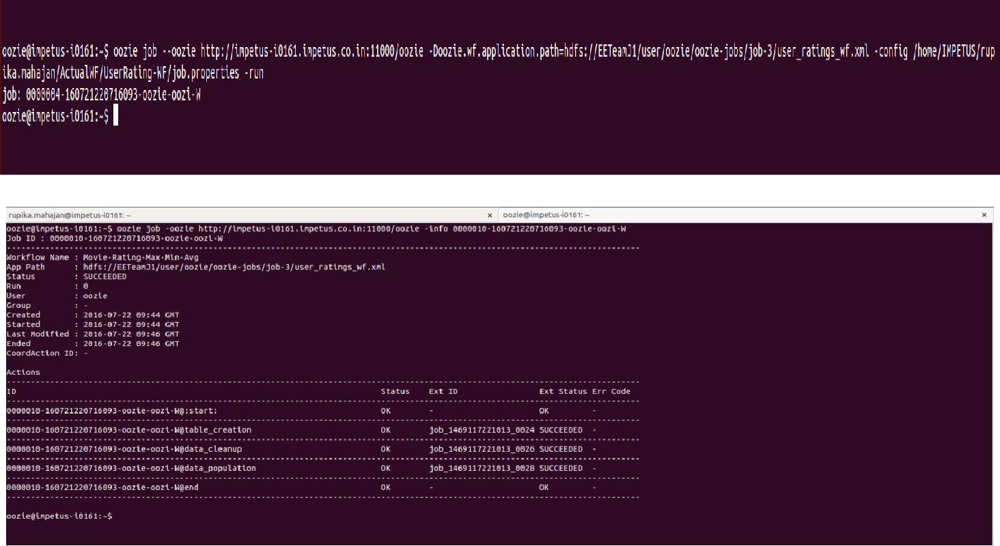 oozie@impetus-i0161:~$ oozie job --oozie http://impetus-i0161.impetus.co.in:11000/oozie -Doozie.wf.application.path=hdfs://EETeamJ1/user/oozie/oozie-jobs/job-3/user_ratings_wf.xml -config /home/IMPETUS/rup
ika.mahajan/ActualWF/UserRating-WF/job.properties -run
job: 0000004-160721220716093-oozie-oozi-W
oozie@impetus-i0161:~$
rupika.mahajan@impetus-i0161: ~ × oozie@impetus-i0161: ~ ×
oozie@impetus-i0161:~$ oozie job -oozie http://impetus-i0161.impetus.co.in:11000/oozie -info 0000010-160721220716093-oozie-oozi-W
Job ID : 0000010-160721220716093-oozie-oozi-W
------------------------------------------------------------------------------------------------------------------------------------
Workflow Name : Movie-Rating-Max-Min-Avg
App Path      : hdfs://EETeamJ1/user/oozie/oozie-jobs/job-3/user_ratings_wf.xml
Status        : SUCCEEDED
Run           : 0
User          : oozie
Group         : -
Created       : 2016-07-22 09:44 GMT
Started       : 2016-07-22 09:44 GMT
Last Modified : 2016-07-22 09:46 GMT
Ended         : 2016-07-22 09:46 GMT
CoordAction ID: -
Actions
------------------------------------------------------------------------------------------------------------------------------------
ID Status Ext ID Ext Status Err Code
------------------------------------------------------------------------------------------------------------------------------------
0000010-160721220716093-oozie-oozi-W@:start: OK - OK -
------------------------------------------------------------------------------------------------------------------------------------
0000010-160721220716093-oozie-oozi-W@table_creation OK job_1469117221013_0024 SUCCEEDED -
------------------------------------------------------------------------------------------------------------------------------------
0000010-160721220716093-oozie-oozi-W@data_cleanup OK job_1469117221013_0026 SUCCEEDED -
------------------------------------------------------------------------------------------------------------------------------------
0000010-160721220716093-oozie-oozi-W@data_population OK job_1469117221013_0028 SUCCEEDED -
------------------------------------------------------------------------------------------------------------------------------------
0000010-160721220716093-oozie-oozi-W@end OK - OK -
------------------------------------------------------------------------------------------------------------------------------------
oozie@impetus-i0161:~$